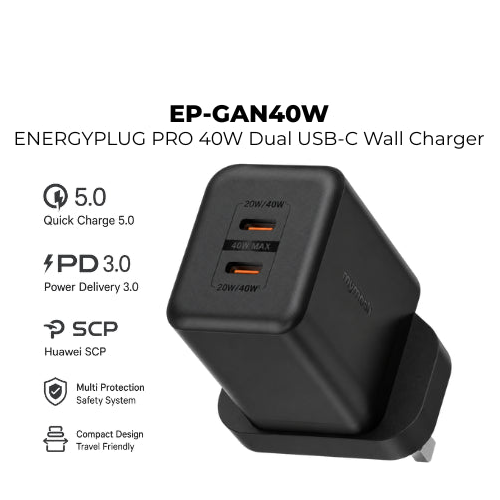 EP-GAN40W
ENERGYPLUG PRO 40W Dual USB-C Wall Charger
5.0
Quick Charge 5.0
PD 3.0
Power Delivery 3.0
SCP
Huawei SCP
Multi Protection
Safety System
Compact Design
Travel Friendly
20W/40W
40W MAX
20W/40W